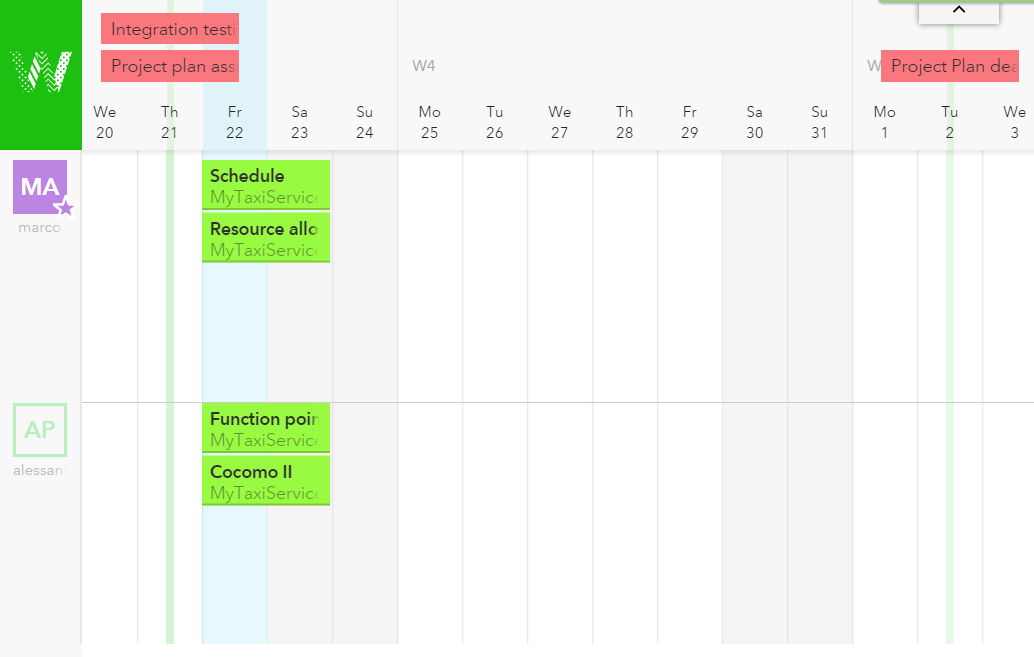 Integration testi
Project plan ass
W4
W
Project Plan dea
We Th Fr Sa Su Mo Tu We Th Fr Sa Su Mo Tu We
20 21 22 23 24 25 26 27 28 29 30 31 1 2 3
W
MA
marco
Schedule
MyTaxiService
Resource allo
MyTaxiService
AP
alessan
Function poin
MyTaxiService
Cocomo II
MyTaxiService